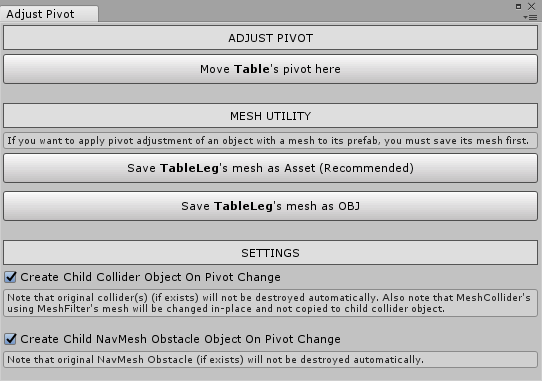 Adjust Pivot
ADJUST PIVOT
Move Table's pivot here
MESH UTILITY
If you want to apply pivot adjustment of an object with a mesh to its prefab, you must save its mesh first.
Save TableLeg's mesh as Asset (Recommended)
Save TableLeg's mesh as OBJ
SETTINGS
Create Child Collider Object On Pivot Change
Note that original collider(s) (if exists) will not be destroyed automatically. Also note that MeshCollider's
using MeshFilter's mesh will be changed in-place and not copied to child collider object.
Create Child NavMesh Obstacle Object On Pivot Change
Note that original NavMesh Obstacle (if exists) will not be destroyed automatically.